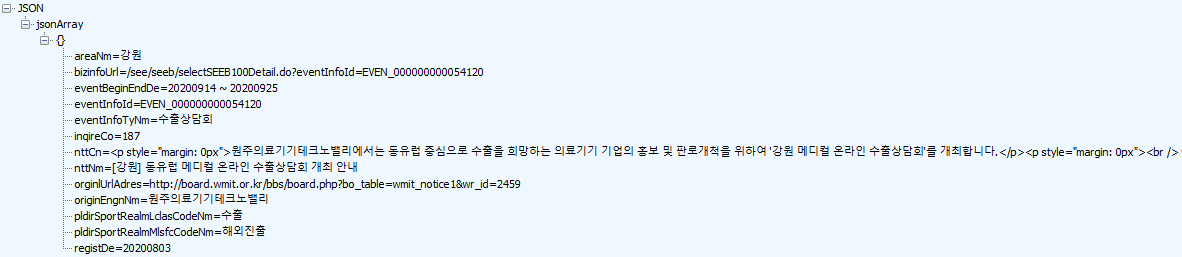 JSON
jsonArray
{}
areaNm=강원
bizinfoUrl=/see/seeb/selectSEEB100Detail.do?eventInfoId=EVEN_000000000054120
eventBeginEndDe=20200914 ~ 20200925
eventInfoId=EVEN_000000000054120
eventInfoTyNm=수출상담회
inqireCo=187
nttCn=<p style="margin: 0px">원주의료기기테크노밸리에서는 동유럽 중심으로 수출을 희망하는 의료기기 기업의 홍보 및 판로개척을 위하여 '강원 메디컬 온라인 수출상담회'를 개최합니다.</p><p style="margin: 0px"><br />
nttNm=[강원] 동유럽 메디컬 온라인 수출상담회 개최 안내
orginlUrlAdres=http://board.wmit.or.kr/bbs/board.php?bo_table=wmit_notice1&wr_id=2459
originEngnNm=원주의료기기테크노밸리
pldirSportRealmLclasCodeNm=수출
pldirSportRealmMlsfcCodeNm=해외진출
registDe=20200803